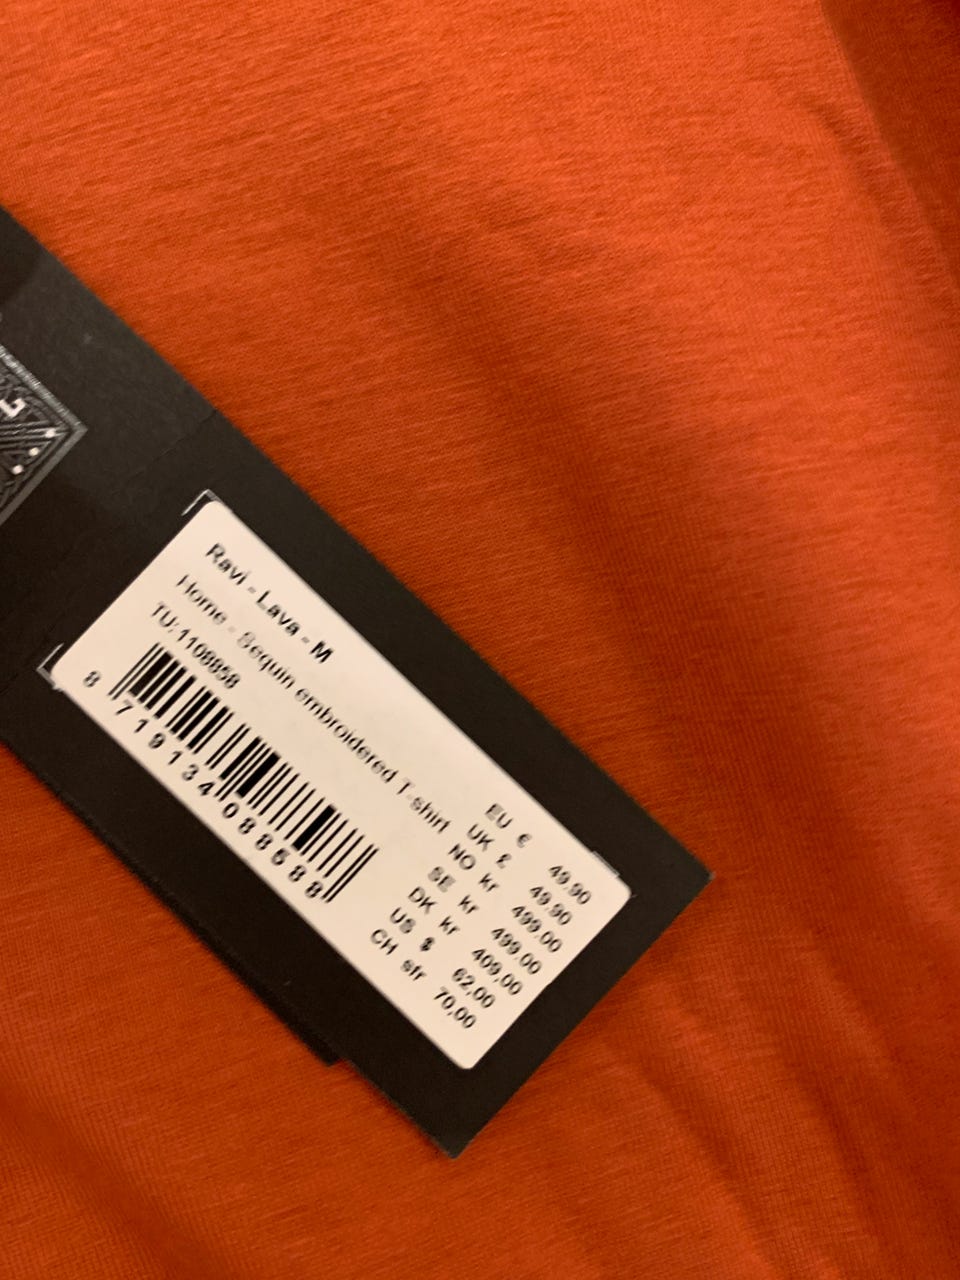 Ravi - Lava - M
Home - Sequin embroidered T-shirt
TU: 1108858
8 719134 088588
EU € 49.90
UK £ 49.90
NO kr 499.00
SE kr 499.00
DK kr 409,00
US $ 62,00
CH sfr 70,00